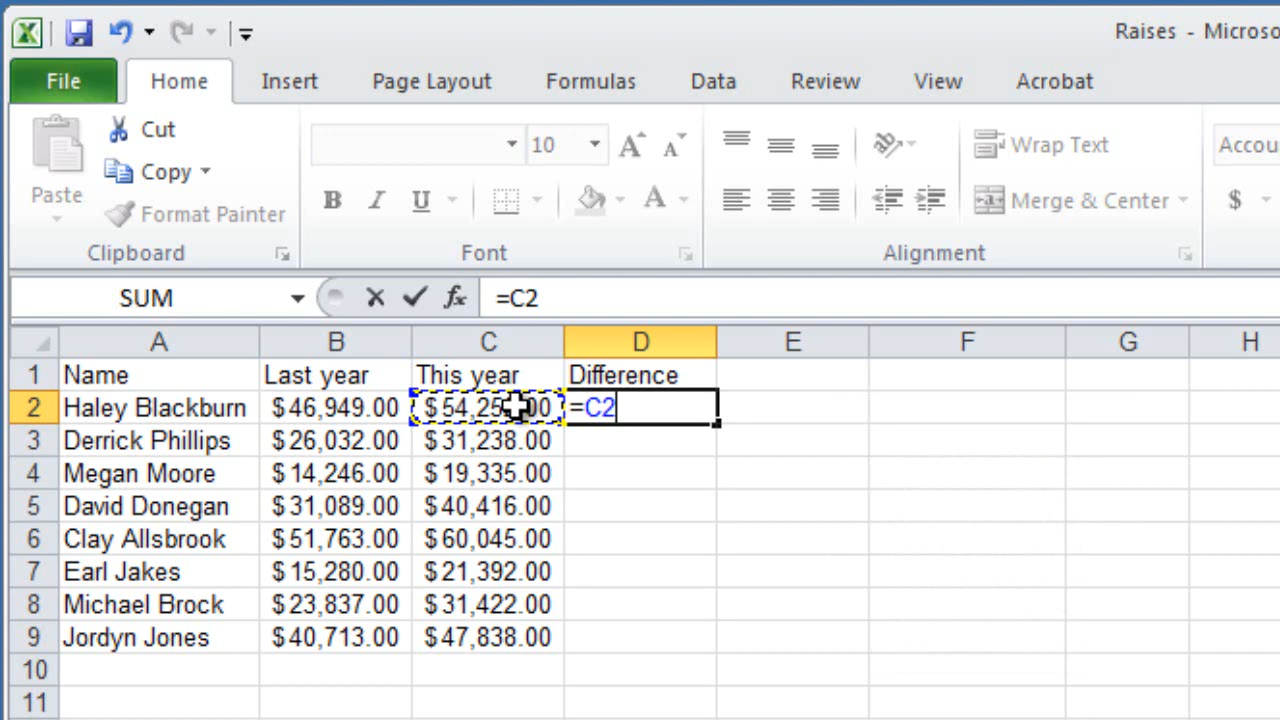 Raises - Microso
File Home Insert Page Layout Formulas Data Review View Acrobat
Paste
Cut
Copy
Format Painter
Clipboard
10 A A
B I U A
Font
Wrap Text
Merge & Center
Alignment
Accou
$
SUM fx =C2
A B C D E F G H
1 Name Last year This year Difference
2 Haley Blackburn $46,949.00 =C2
3 Derrick Phillips $26,032.00 $31,238.00
4 Megan Moore $14,246.00 $19,335.00
5 David Donegan $31,089.00 $40,416.00
6 Clay Allsbrook $51,763.00 $60,045.00
7 Earl Jakes $15,280.00 $21,392.00
8 Michael Brock $23,837.00 $31,422.00
9 Jordyn Jones $40,713.00 $47,838.00
10
11